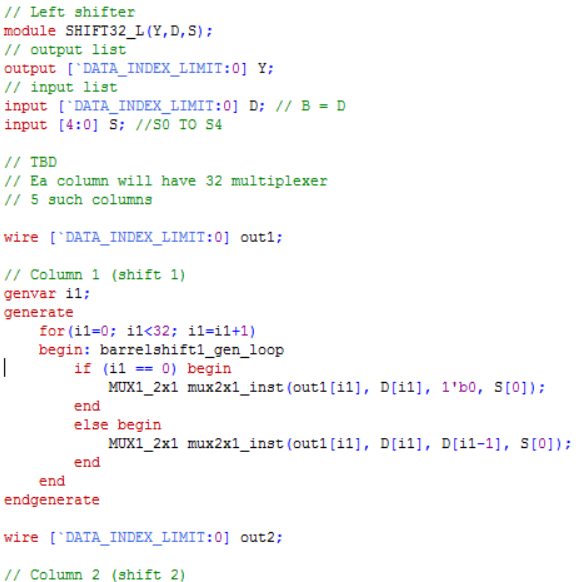 // Left shifter
module SHIFT32_L(Y,D,S);
// output list
output [`DATA_INDEX_LIMIT:0] Y;
// input list
input [`DATA_INDEX_LIMIT:0] D; // B = D
input [4:0] S; //S0 TO S4
// TBD
// Ea column will have 32 multiplexer
// 5 such columns
wire [`DATA_INDEX_LIMIT:0] out1;
// Column 1 (shift 1)
genvar i1;
generate
for(i1=0; i1<32; i1=i1+1)
begin: barrelshift1_gen_loop
if (i1 == 0) begin
MUX1_2x1 mux2x1_inst(out1[i1], D[i1], 1'b0, S[0]);
end
else begin
MUX1_2x1 mux2x1_inst(out1[i1], D[i1], D[i1-1], S[0]);
end
end
endgenerate
wire [`DATA_INDEX_LIMIT:0] out2;
// Column 2 (shift 2)